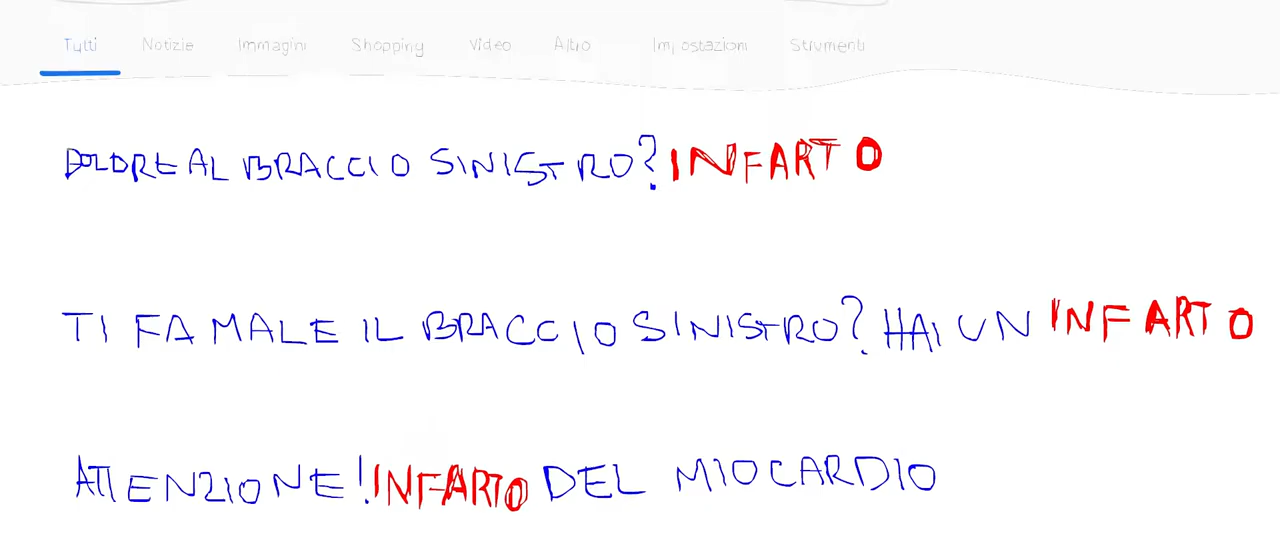 Tutti Notizie Immagini Shopping Video Altro Impostazioni Strumenti
DOLORE AL BRACCIO SINISTRO? INFARTO
TI FA MALE IL BRACCIO SINISTRO? HAI UN INFARTO
ATTENZIONE! INFARTO DEL MIOCARDIO